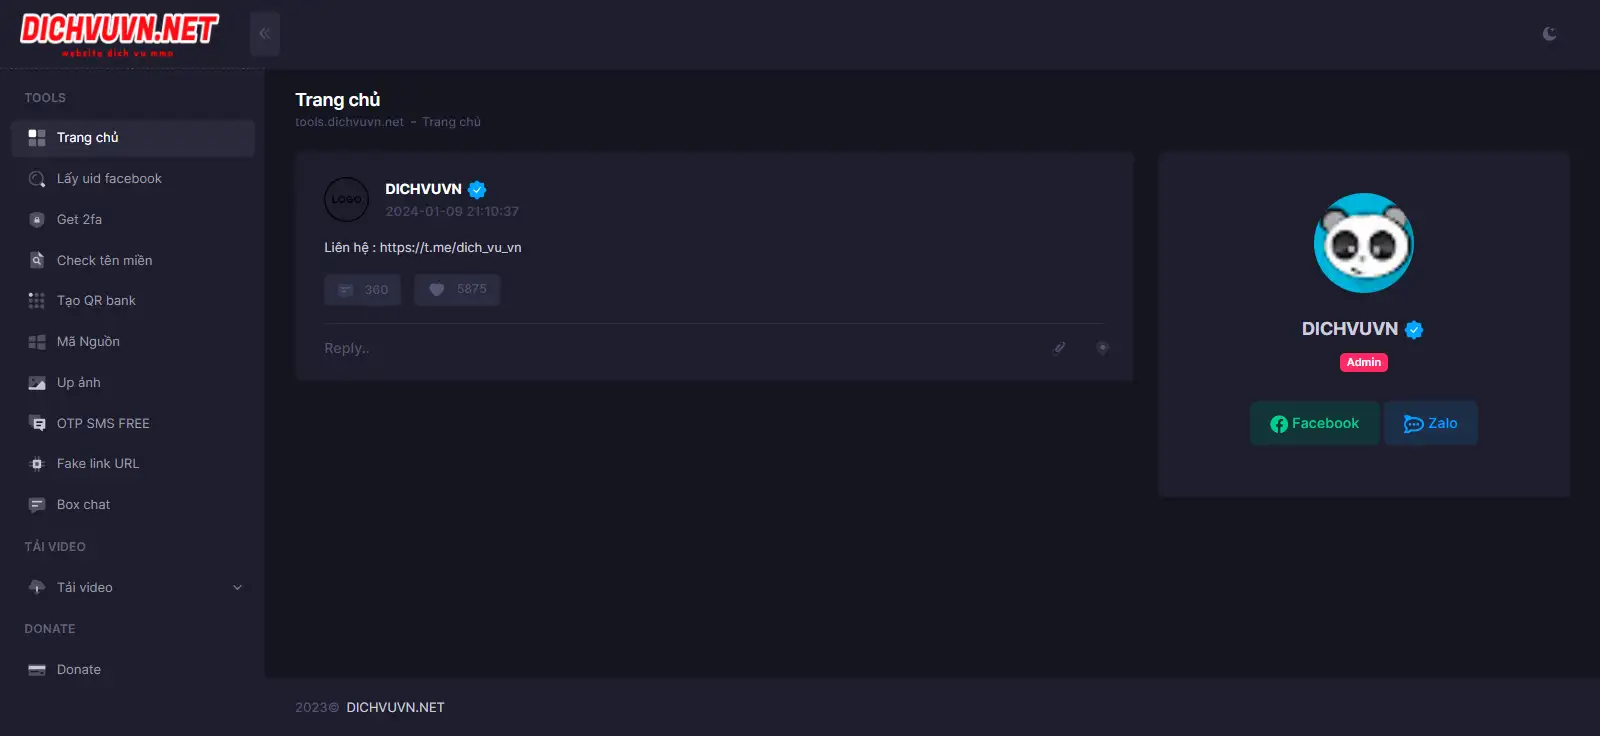 DICHVUVN.NET
website dich vu mmo
TOOLS
Trang chủ
Lấy uid facebook
Get 2fa
Check tên miền
Tạo QR bank
Mã Nguồn
Up ảnh
OTP SMS FREE
Fake link URL
Box chat
TẢI VIDEO
Tải video
DONATE
Donate
Trang chủ
tools.dichvuvn.net - Trang chủ
LOGO
DICHVUVN
2024-01-09 21:10:37
Liên hệ : https://t.me/dich_vu_vn
360
5875
Reply..
DICHVUVN
Admin
Facebook
Zalo
2023© DICHVUVN.NET